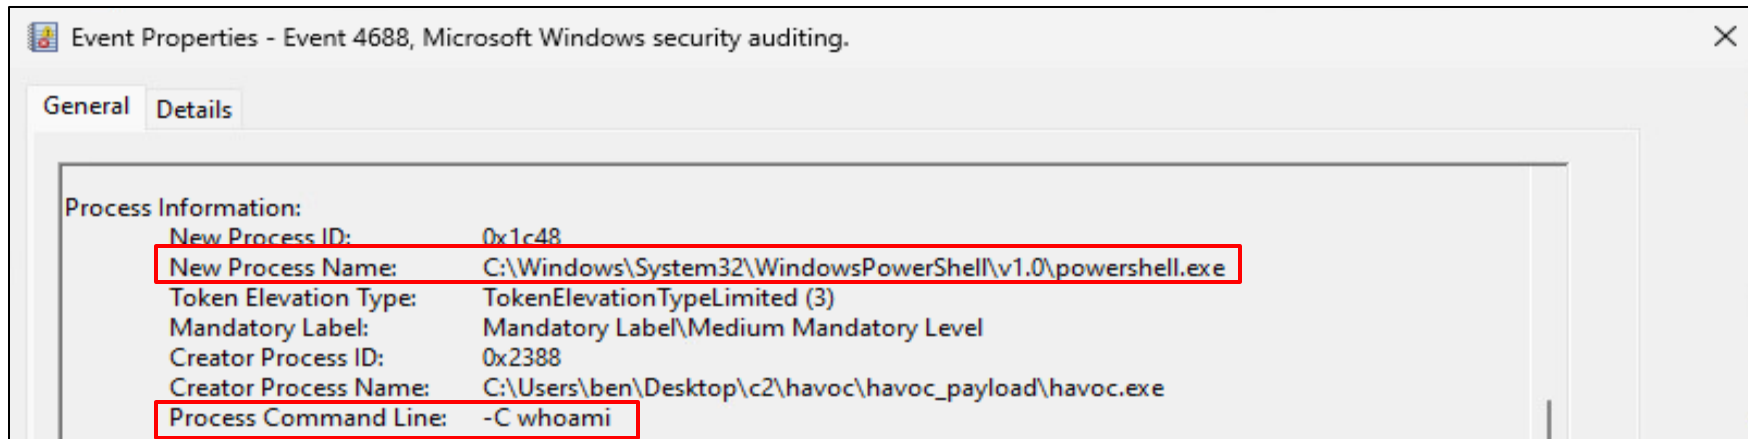 Event Properties - Event 4688, Microsoft Windows security auditing.
General Details
Process Information:
New Process ID: 0x1c48
New Process Name: C:\Windows\System32\WindowsPowerShell\v1.0\powershell.exe
Token Elevation Type: TokenElevationTypeLimited (3)
Mandatory Label: Mandatory Label\Medium Mandatory Level
Creator Process ID: 0x2388
Creator Process Name: C:\Users\ben\Desktop\c2\havoc\havoc_payload\havoc.exe
Process Command Line: -C whoami